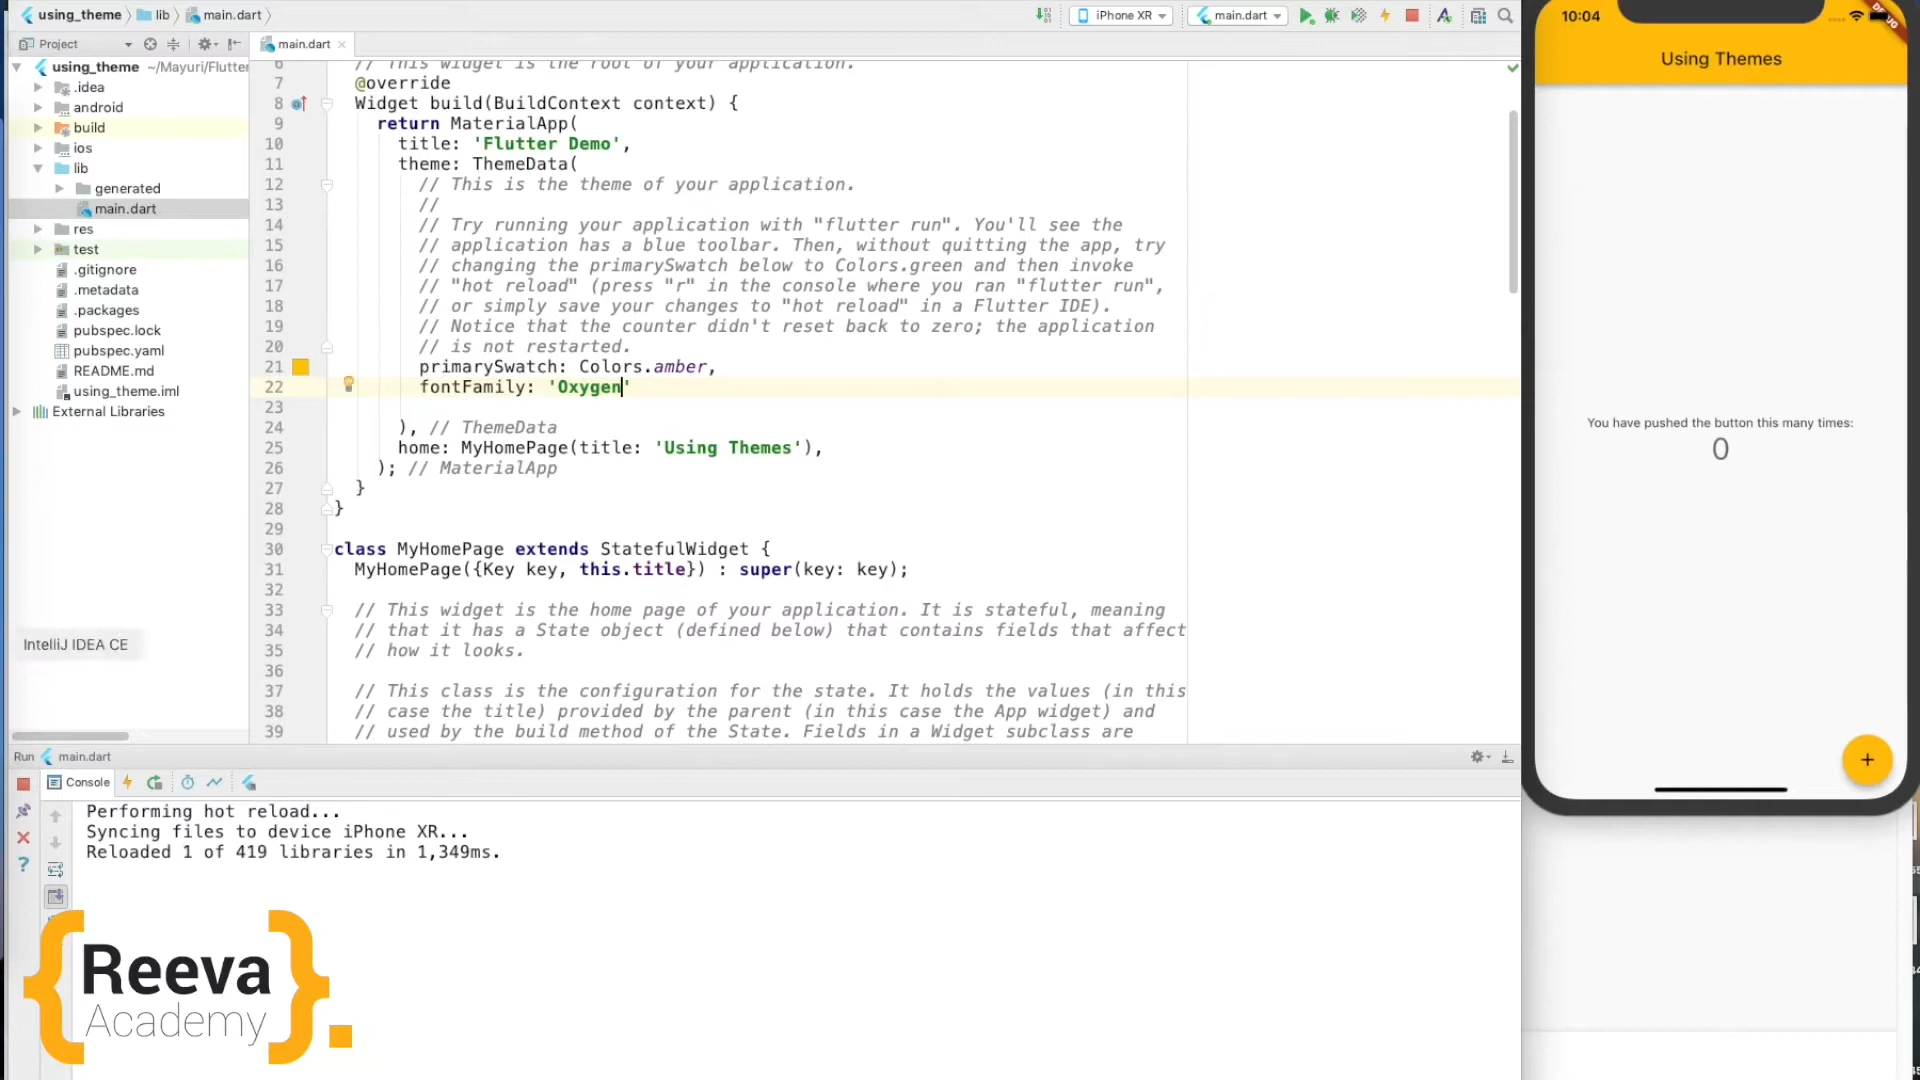 using_theme lib main.dart
iPhone XR main.dart
Project
main.dart
using_theme ~/Mayuri/Flutter
.idea
android
build
ios
lib
generated
main.dart
res
test
.gitignore
.metadata
.packages
pubspec.lock
pubspec.yaml
README.md
using_theme.iml
External Libraries
IntelliJ IDEA CE
6 // This widget is the root of your application.
7 @override
8 Widget build(BuildContext context) {
9 return MaterialApp(
10 title: 'Flutter Demo',
11 theme: ThemeData(
12 // This is the theme of your application.
13 //
14 // Try running your application with "flutter run". You'll see the
15 // application has a blue toolbar. Then, without quitting the app, try
16 // changing the primarySwatch below to Colors.green and then invoke
17 // "hot reload" (press "r" in the console where you ran "flutter run",
18 // or simply save your changes to "hot reload" in a Flutter IDE).
19 // Notice that the counter didn't reset back to zero; the application
20 // is not restarted.
21 primarySwatch: Colors.amber,
22 fontFamily: 'Oxygen'
23
24 ), // ThemeData
25 home: MyHomePage(title: 'Using Themes'),
26 ); // MaterialApp
27 }
28 }
29
30 class MyHomePage extends StatefulWidget {
31 MyHomePage({Key key, this.title}) : super(key: key);
32
33 // This widget is the home page of your application. It is stateful, meaning
34 // that it has a State object (defined below) that contains fields that affect
35 // how it looks.
36
37 // This class is the configuration for the state. It holds the values (in this
38 // case the title) provided by the parent (in this case the App widget) and
39 // used by the build method of the State. Fields in a Widget subclass are
Run main.dart
Console
Performing hot reload...
Syncing files to device iPhone XR...
Reloaded 1 of 419 libraries in 1,349ms.
{Reeva
Academy}.
10:04
DEBUG
Using Themes
You have pushed the button this many times:
0
+